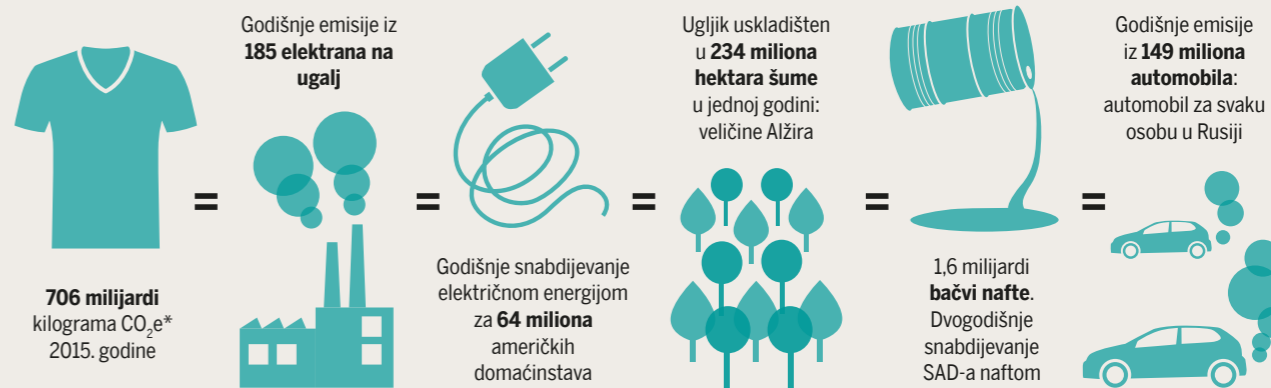 706 milijardi
kilograma CO₂e*
2015. godine
=
Godišnje emisije iz
185 elektrana na
ugalj
=
Godišnje snabdijevanje
električnom energijom
za 64 miliona
američkih
domaćinstava
=
Ugljik uskladišten
u 234 miliona
hektara šume
u jednoj godini:
veličine Alžira
=
1,6 milijardi
bačvi nafte.
Dvogodišnje
snabdijevanje
SAD-a naftom
=
Godišnje emisije
iz 149 miliona
automobila:
automobil za svaku
osobu u Rusiji